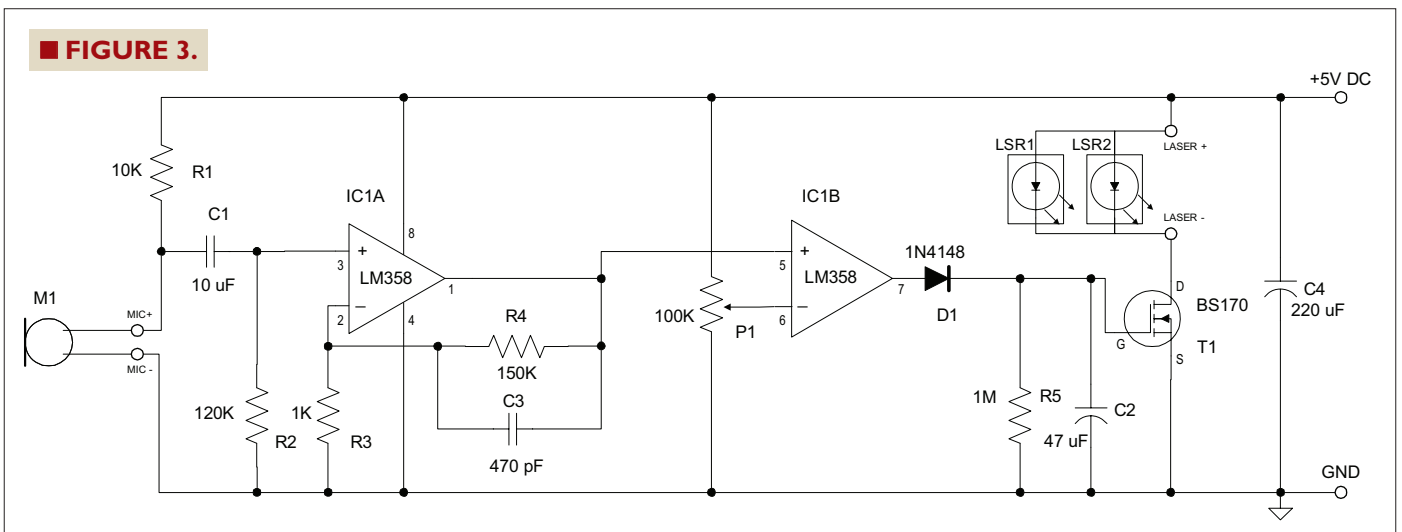 ■ FIGURE 3.
+5V DC
10K
R1
C1
10 uF
M1
MIC+
MIC -
120K
R2
IC1A
8
+
3
LM358
1
−
2
4
1K
R3
R4
150K
C3
470 pF
100K
P1
IC1B
+
5
LM358
7
−
6
1N4148
D1
1M
R5
C2
47 uF
LSR1
LSR2
LASER +
LASER -
D
G
S
BS170
T1
C4
220 uF
GND